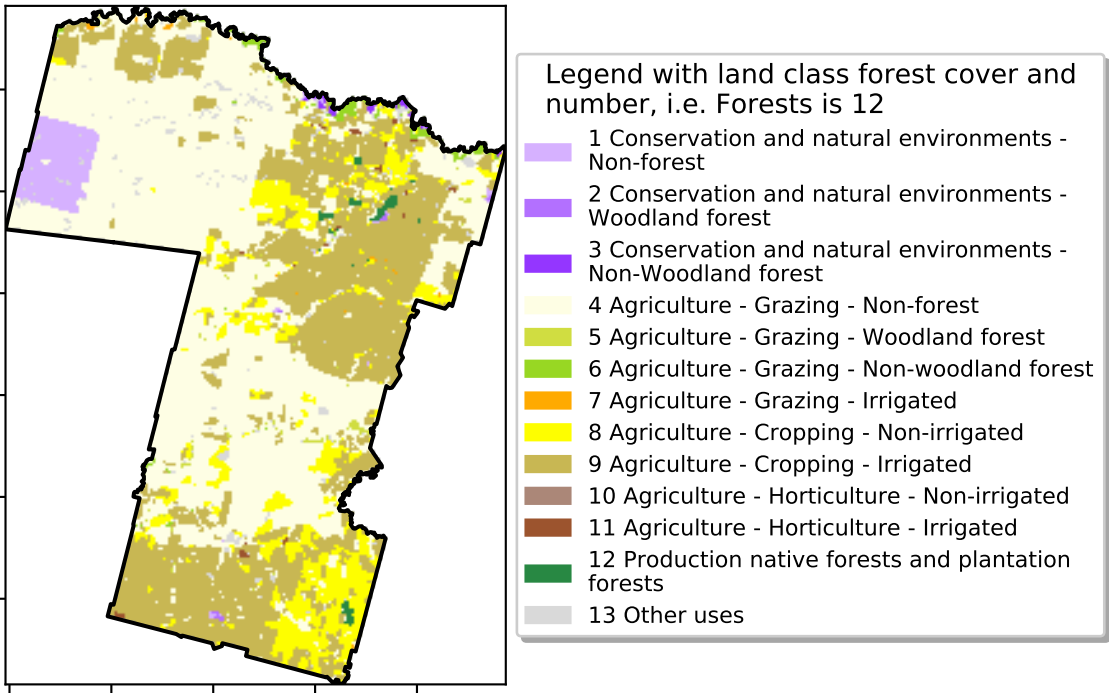 Legend with land class forest cover and
number, i.e. Forests is 12
1 Conservation and natural environments -
Non-forest
2 Conservation and natural environments -
Woodland forest
3 Conservation and natural environments -
Non-Woodland forest
4 Agriculture - Grazing - Non-forest
5 Agriculture - Grazing - Woodland forest
6 Agriculture - Grazing - Non-woodland forest
7 Agriculture - Grazing - Irrigated
8 Agriculture - Cropping - Non-irrigated
9 Agriculture - Cropping - Irrigated
10 Agriculture - Horticulture - Non-irrigated
11 Agriculture - Horticulture - Irrigated
12 Production native forests and plantation
forests
13 Other uses